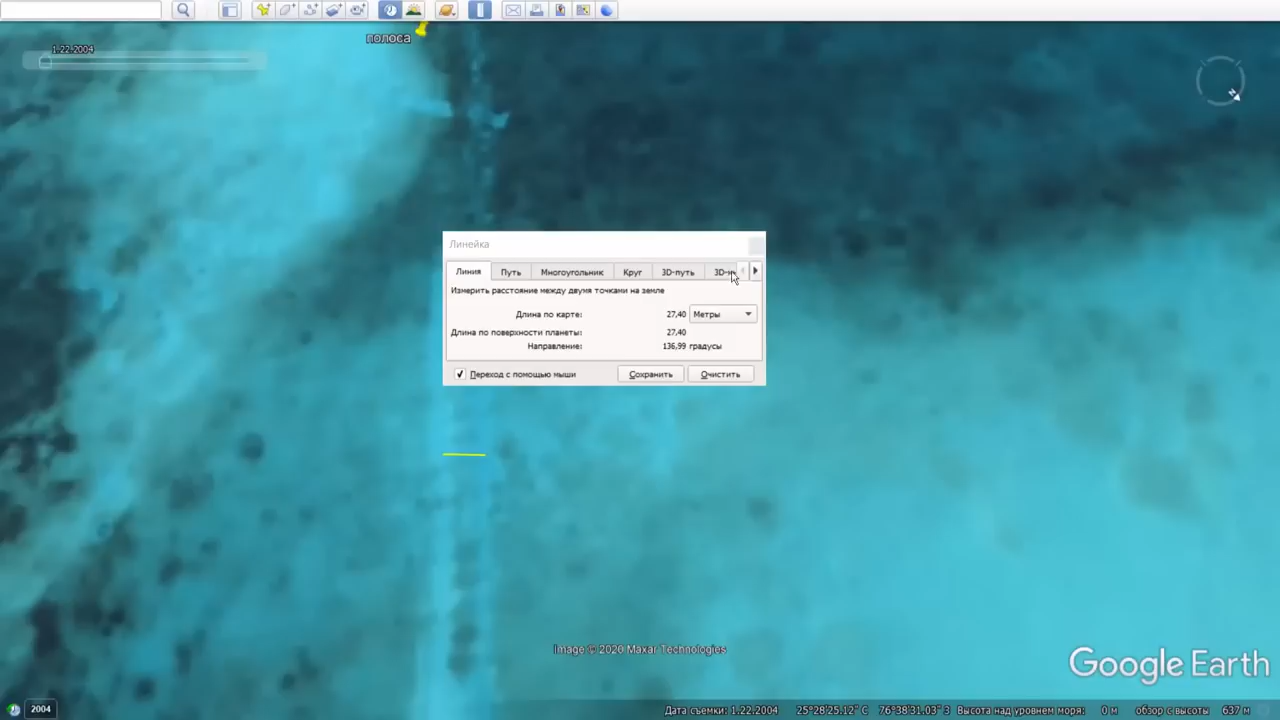 полоса
1.22.2004
Линейка
Линия Путь Многоугольник Круг 3D-путь
Измерить расстояние между двумя точками на земле
Длина по карте: 27,40 Метры
Длина по поверхности планеты: 27,40
Направление: 136,99 градусы
Переход с помощью мыши Сохранить Очистить
Image © 2020 Maxar Technologies
Google Earth
2004 Дата съемки: 1.22.2004 25°28'25.12" С 76°38'31.03" З Высота над уровнем моря: 0 м обзор с высоты 637 м